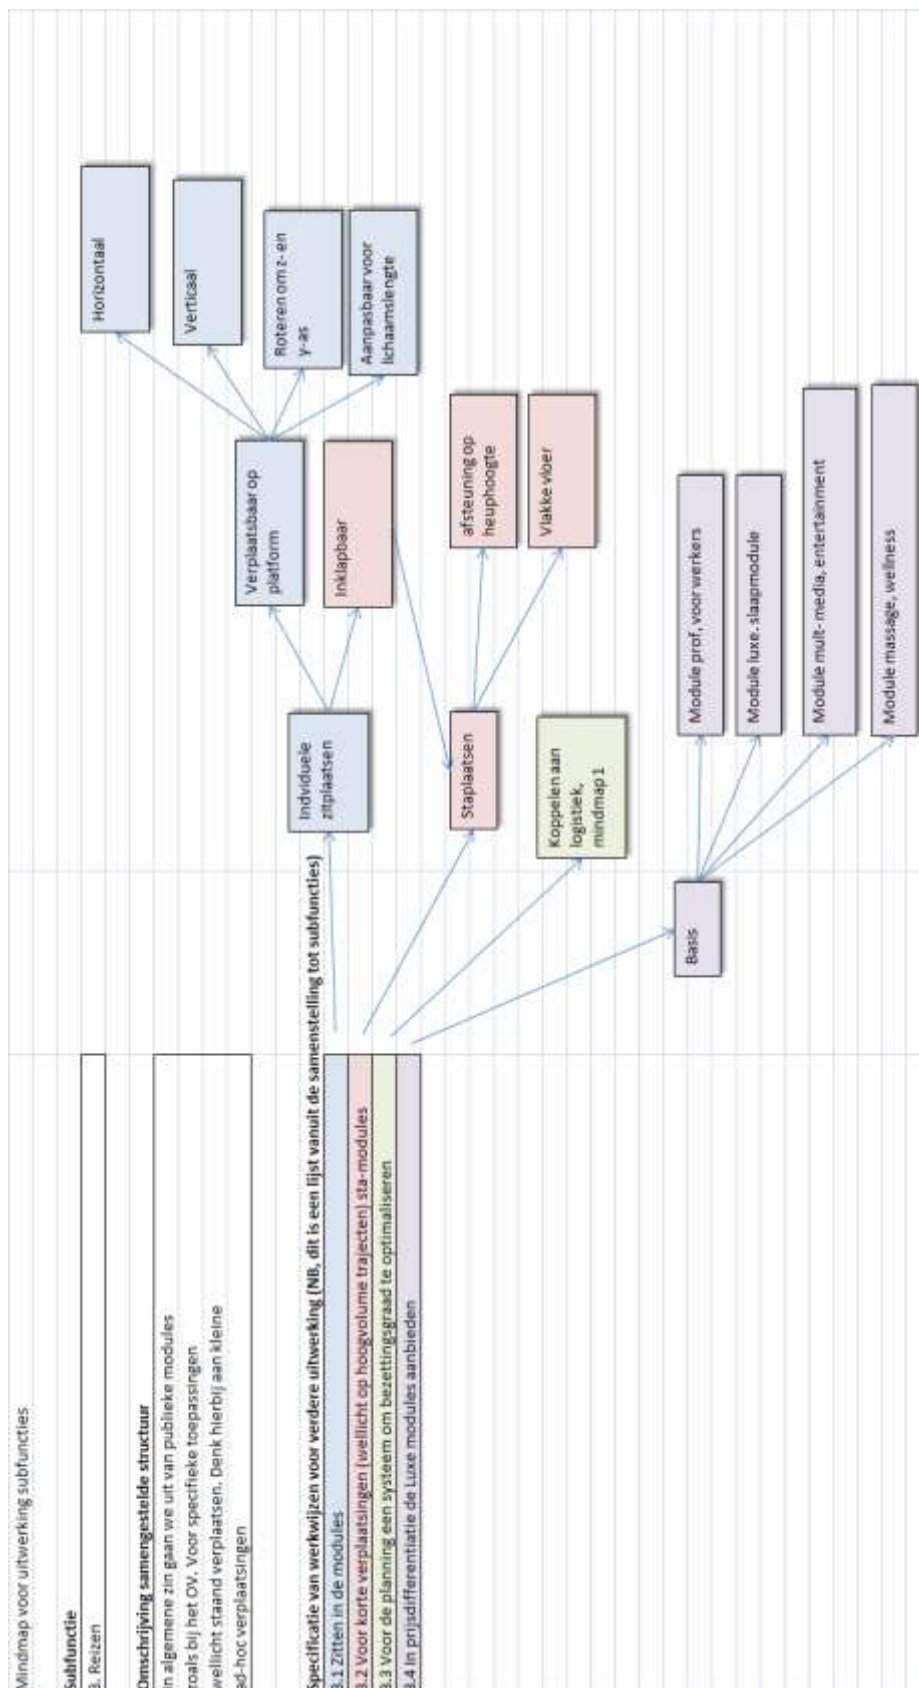 Mindmap voor uitwerking subfuncties
Subfunctie
3. Reizen
Omschrijving samengestelde structuur
In algemene zin gaan we uit van publieke modules
zoals bij het OV. Voor specifieke toepassingen
wellicht staand verplaatsen. Denk hierbij aan kleine
ad-hoc verplaatsingen
Specificatie van werkwijzen voor verdere uitwerking (NB, dit is een lijst vanuit de samenstelling tot subfuncties)
3.1 Zitten in de modules
3.2 Voor korte verplaatsingen (wellicht op hoogvolume trajecten) sta-modules
3.3 Voor de planning een systeem om bezettingsgraad te optimaliseren
3.4 In prijsdifferentiatie de Luxe modules aanbieden
Individuele
zitplaatsen
Verplaatsbaar op
platform
Horizontaal
Verticaal
Roteren om z- en
y-as
Aanpasbaar voor
lichaamslengte
Inklapbaar
Staplaatsen
afsteuning op
heuphoogte
Vlakke vloer
Koppelen aan
logistiek,
mindmap 1
Basis
Module prof, voor werkers
Module luxe. slaapmodule
Module mult- media, entertainment
Module massage, wellness